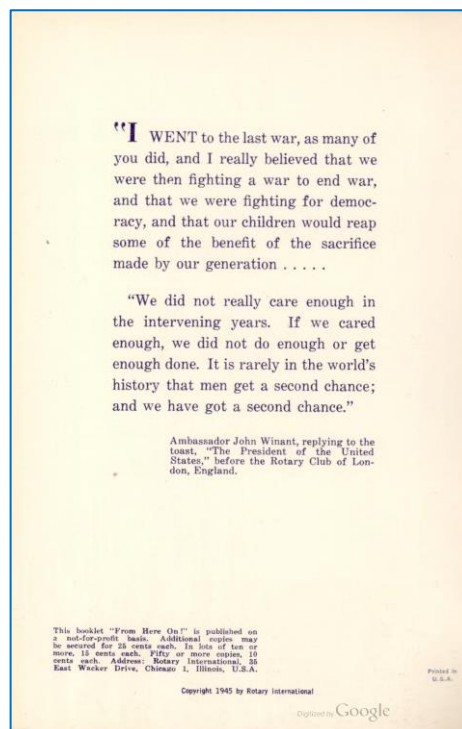 "I WENT to the last war, as many of
you did, and I really believed that we
were then fighting a war to end war,
and that we were fighting for democ-
racy, and that our children would reap
some of the benefit of the sacrifice
made by our generation . . . . .
"We did not really care enough in
the intervening years. If we cared
enough, we did not do enough or get
enough done. It is rarely in the world's
history that men get a second chance;
and we have got a second chance."
Ambassador John Winant, replying to the
toast, "The President of the United
States," before the Rotary Club of Lon-
don, England.
This booklet "From Here On!" is published on
a not-for-profit basis. Additional copies may
be secured for 25 cents each. In lots of ten or
more, 15 cents each. Fifty or more copies, 10
cents each. Address: Rotary International, 35
East Wacker Drive, Chicago 1, Illinois, U.S.A.
Printed in
U.S.A.
Copyright 1945 by Rotary International
Digitized by Google